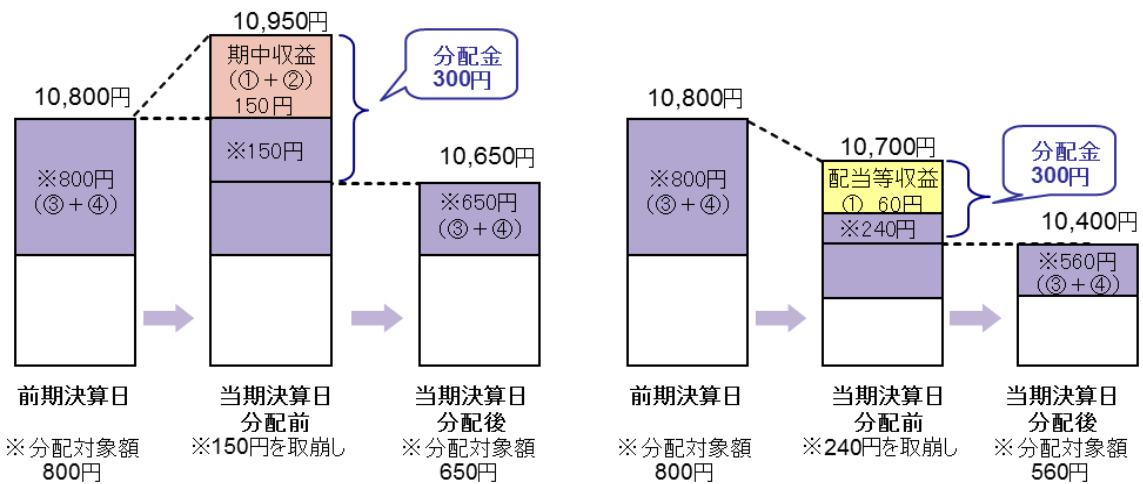 10,950円
期中収益
(①+②)
150円
分配金
300円
10,800円
※150円
10,650円
※800円
(③+④)
※650円
(③+④)
前期決算日
当期決算日
分配前
当期決算日
分配後
※分配対象額
800円
※150円を取崩し
※分配対象額
650円
10,800円
10,700円
分配金
300円
※800円
(③+④)
配当等収益
① 60円
※240円
10,400円
※560円
(③+④)
前期決算日
当期決算日
分配前
当期決算日
分配後
※分配対象額
800円
※240円を取崩し
※分配対象額
560円